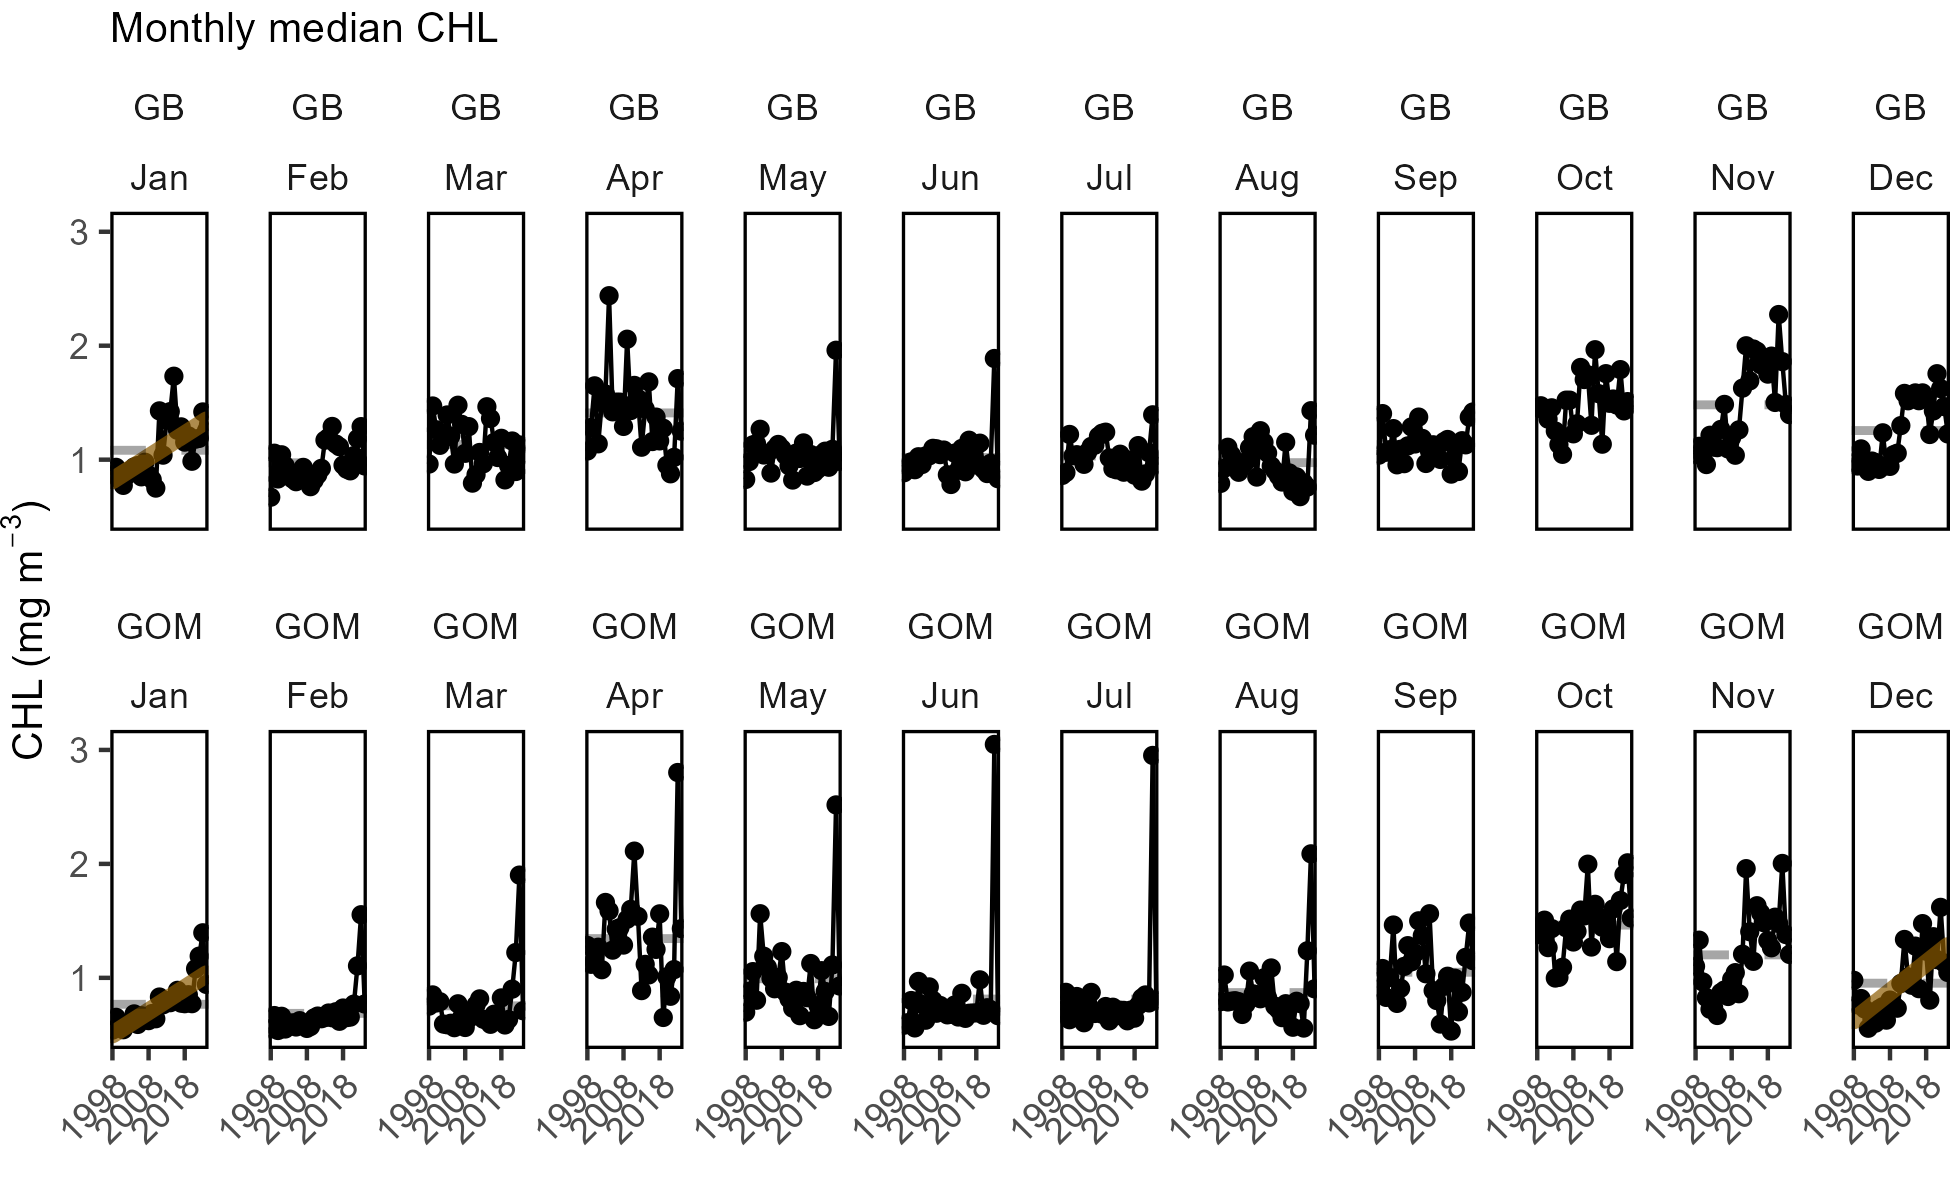 Monthly median CHL
GB GB GB GB GB GB GB GB GB GB GB GB
Jan Feb Mar Apr May Jun Jul Aug Sep Oct Nov Dec
3
2
1
CHL (mg m⁻³)
GOM GOM GOM GOM GOM GOM GOM GOM GOM GOM GOM GOM
Jan Feb Mar Apr May Jun Jul Aug Sep Oct Nov Dec
3
2
1
1998 2008 2018 1998 2008 2018 1998 2008 2018 1998 2008 2018 1998 2008 2018 1998 2008 2018 1998 2008 2018 1998 2008 2018 1998 2008 2018 1998 2008 2018 1998 2008 2018 1998 2008 2018